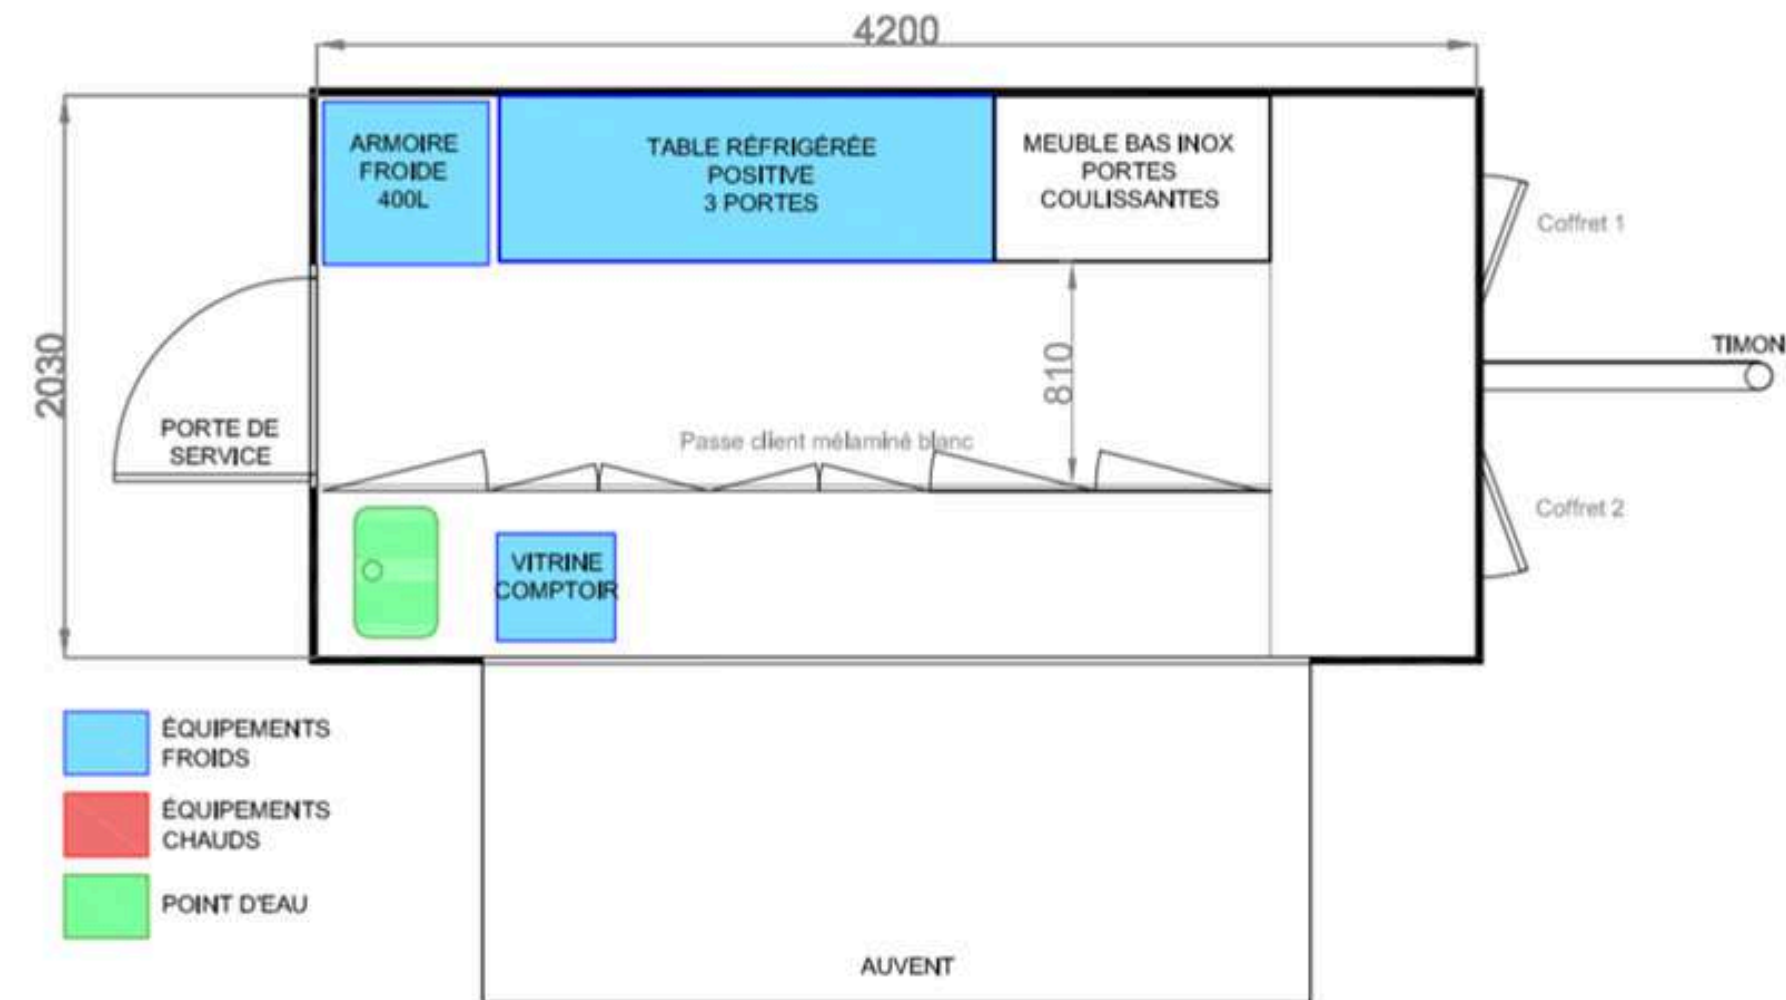 4200
2030
ARMOIRE
FROIDE
400L
TABLE RÉFRIGÉRÉE
POSITIVE
3 PORTES
MEUBLE BAS INOX
PORTES
COULISSANTES
Coffret 1
TIMON
810
PORTE DE
SERVICE
Passe client mélaminé blanc
Coffret 2
VITRINE
COMPTOIR
ÉQUIPEMENTS
FROIDS
ÉQUIPEMENTS
CHAUDS
POINT D'EAU
AUVENT